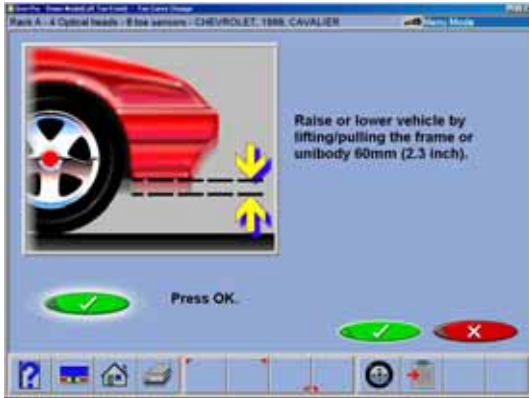 Rack A - 4 Optical heads - 8 toe sensors - CHEVROLET, 1999, CAVALIER
Menu Mode
Raise or lower vehicle by
lifting/pulling the frame or
unibody 60mm (2.3 inch).
Press OK.
?